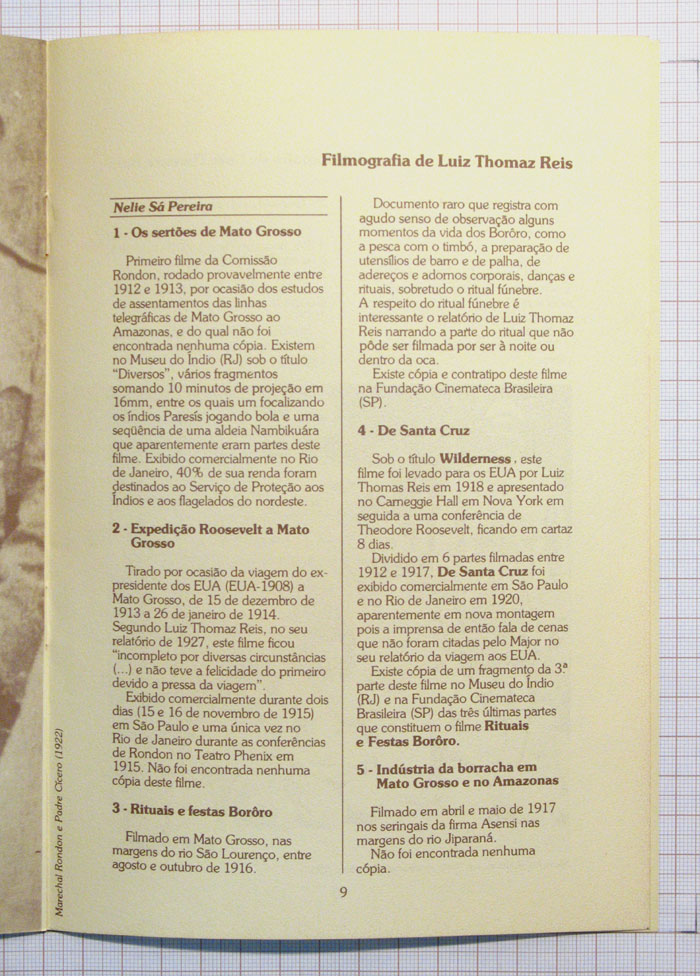 Filmografia de Luiz Thomaz Reis
Nelie Sá Pereira
1 - Os sertões de Mato Grosso
Primeiro filme da Comissão
Rondon, rodado provavelmente entre
1912 e 1913, por ocasião dos estudos
de assentamentos das linhas
telegráficas de Mato Grosso ao
Amazonas, e do qual não foi
encontrada nenhuma cópia. Existem
no Museu do Índio (RJ) sob o título
“Diversos”, vários fragmentos
somando 10 minutos de projeção em
16mm, entre os quais um focalizando
os índios Paresís jogando bola e uma
seqüência de uma aldeia Nambikuára
que aparentemente eram partes deste
filme. Exibido comercialmente no Rio
de Janeiro, 40% de sua renda foram
destinados ao Serviço de Proteção aos
Índios e aos flagelados do nordeste.
2 - Expedição Roosevelt a Mato
Grosso
Tirado por ocasião da viagem do ex-
presidente dos EUA (EUA-1908) a
Mato Grosso, de 15 de dezembro de
1913 a 26 de janeiro de 1914.
Segundo Luiz Thomaz Reis, no seu
relatório de 1927, este filme ficou
“incompleto por diversas circunstâncias
(...) e não teve a felicidade do primeiro
devido a pressa da viagem”.
Exibido comercialmente durante dois
dias (15 e 16 de novembro de 1915)
em São Paulo e uma única vez no
Rio de Janeiro durante as conferências
de Rondon no Teatro Phenix em
1915. Não foi encontrada nenhuma
cópia deste filme.
3 - Rituais e festas Borôro
Filmado em Mato Grosso, nas
margens do rio São Lourenço, entre
agosto e outubro de 1916.
Documento raro que registra com
agudo senso de observação alguns
momentos da vida dos Borôro, como
a pesca com o timbó, a preparação de
utensílios de barro e de palha, de
adereços e adornos corporais, danças e
rituais, sobretudo o ritual fúnebre.
A respeito do ritual fúnebre é
interessante o relatório de Luiz Thomaz
Reis narrando a parte do ritual que não
pôde ser filmada por ser à noite ou
dentro da oca.
Existe cópia e contratipo deste filme
na Fundação Cinemateca Brasileira
(SP).
4 - De Santa Cruz
Sob o título Wilderness, este
filme foi levado para os EUA por Luiz
Thomas Reis em 1918 e apresentado
no Carneggie Hall em Nova York em
seguida a uma conferência de
Theodore Roosevelt, ficando em cartaz
8 dias.
Dividido em 6 partes filmadas entre
1912 e 1917, De Santa Cruz foi
exibido comercialmente em São Paulo
e no Rio de Janeiro em 1920,
aparentemente em nova montagem
pois a imprensa de então fala de cenas
que não foram citadas pelo Major no
seu relatório da viagem aos EUA.
Existe cópia de um fragmento da 3.ª
parte deste filme no Museu do Índio
(RJ) e na Fundação Cinemateca
Brasileira (SP) das três últimas partes
que constituem o filme Rituais
e Festas Borôro.
5 - Indústria da borracha em
Mato Grosso e no Amazonas
Filmado em abril e maio de 1917
nos seringais da firma Asensi nas
margens do rio Jiparaná.
Não foi encontrada nenhuma
cópia.
9
Marechal Rondon e Padre Cícero (1922)